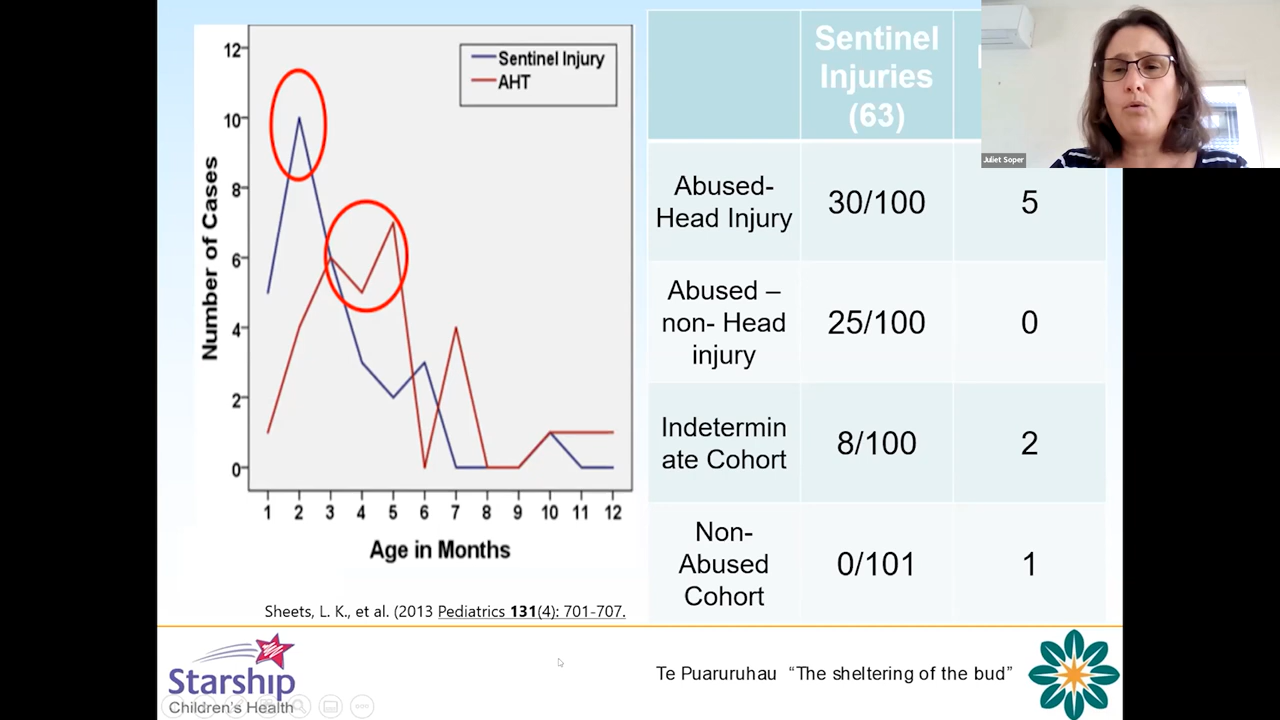 12
10
8
6
4
2
0
Number of Cases
Sentinel Injury
AHT
1 2 3 4 5 6 7 8 9 10 11 12
Age in Months
Sheets, L. K., et al. (2013 Pediatrics 131(4): 701-707.
Sentinel
Injuries
(63)
Abused-
Head Injury
30/100
5
Abused –
non- Head
injury
25/100
0
Indetermin
ate Cohort
8/100
2
Non-
Abused
Cohort
0/101
1
Juliet Soper
Starship
Children's Health
Te Puaruruhau “The sheltering of the bud”